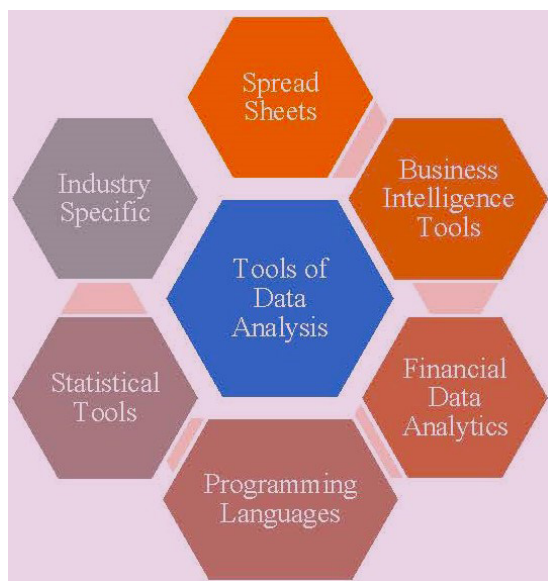 Spread
Sheets
Business
Intelligence
Tools
Industry
Specific
Tools of
Data
Analysis
Financial
Data
Analytics
Statistical
Tools
Programming
Languages